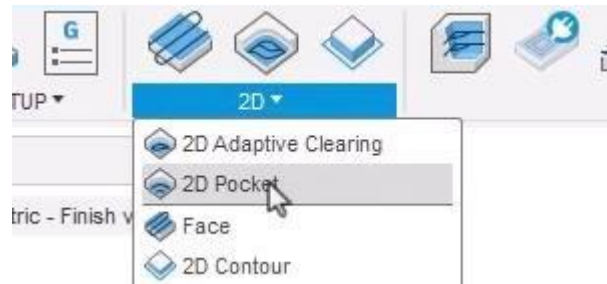 G
TUP
2D
2D Adaptive Clearing
2D Pocket
tric - Finish v
Face
2D Contour